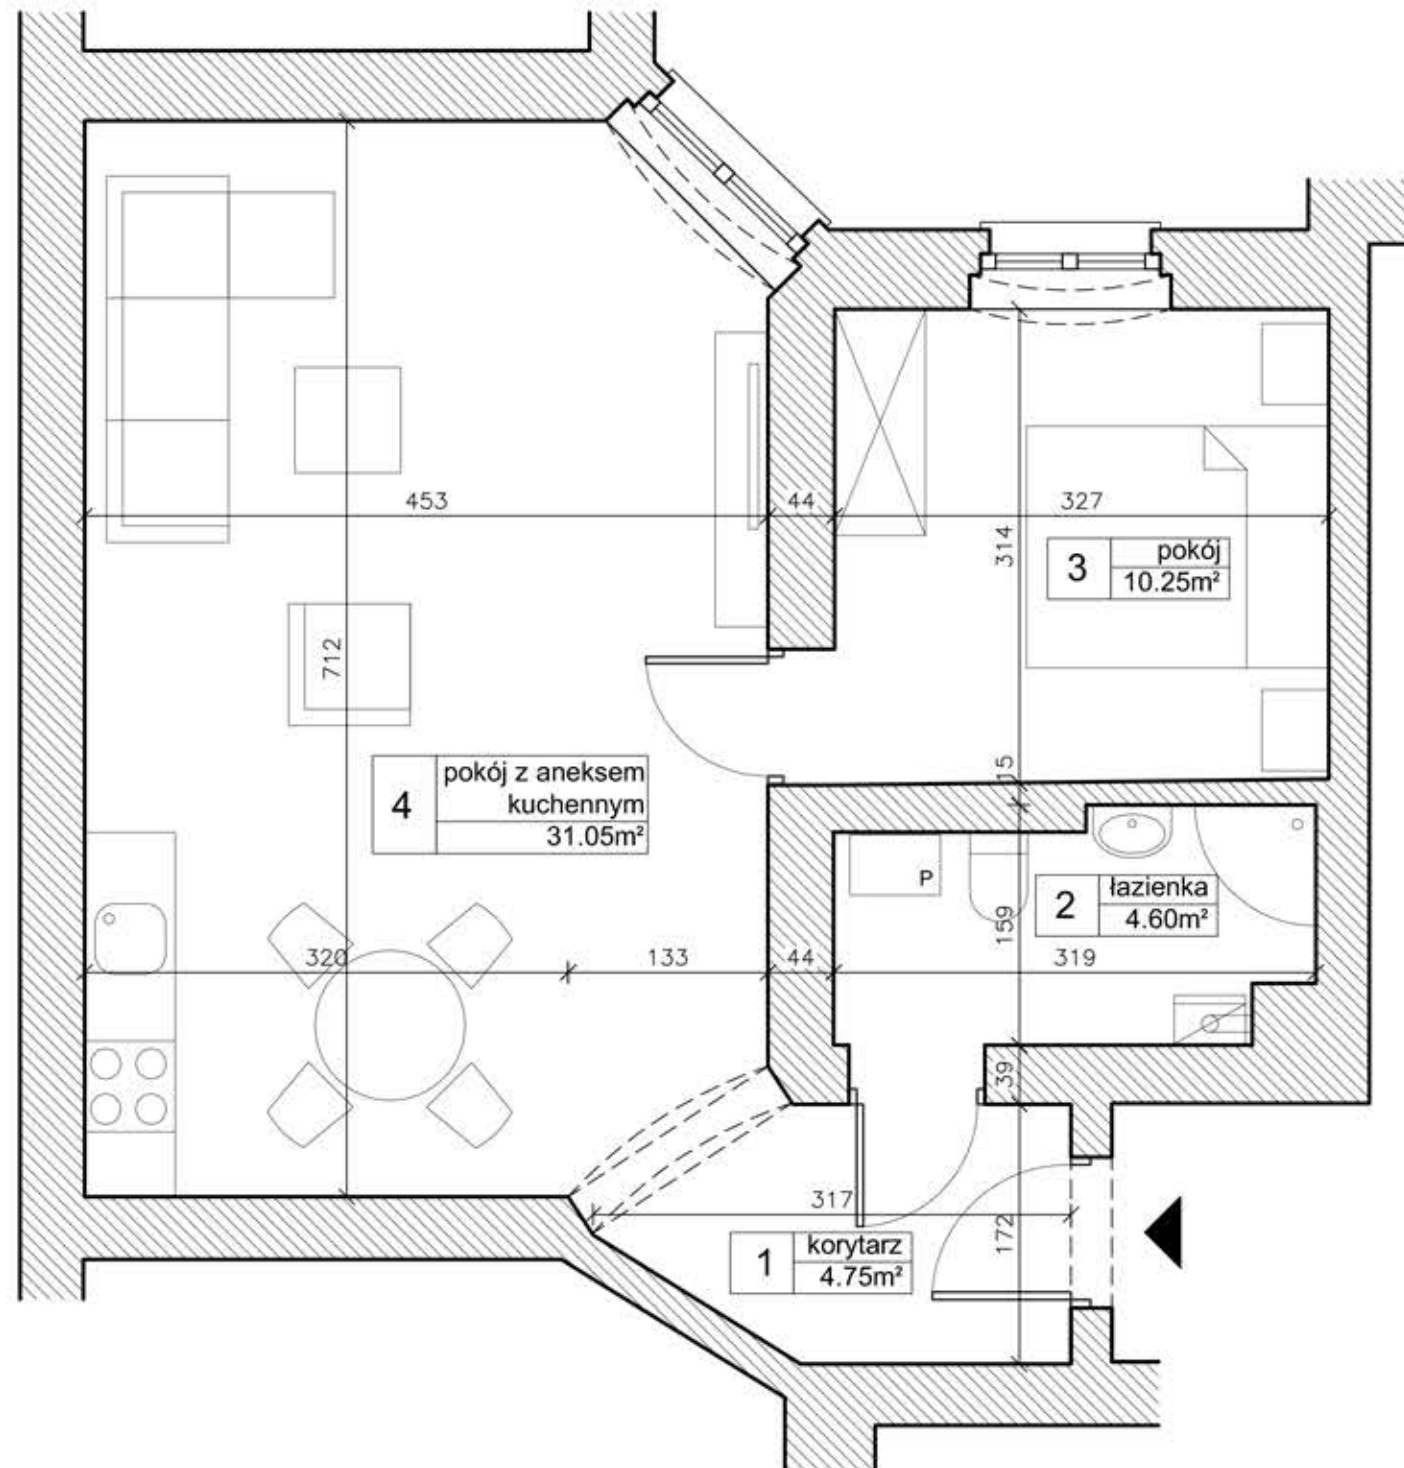 453
44
327
314
3
pokój
10.25m²
712
4
pokój z aneksem
kuchennym
31.05m²
15
P
2
łazienka
4.60m²
159
320
133
44
319
39
317
172
1
korytarz
4.75m²